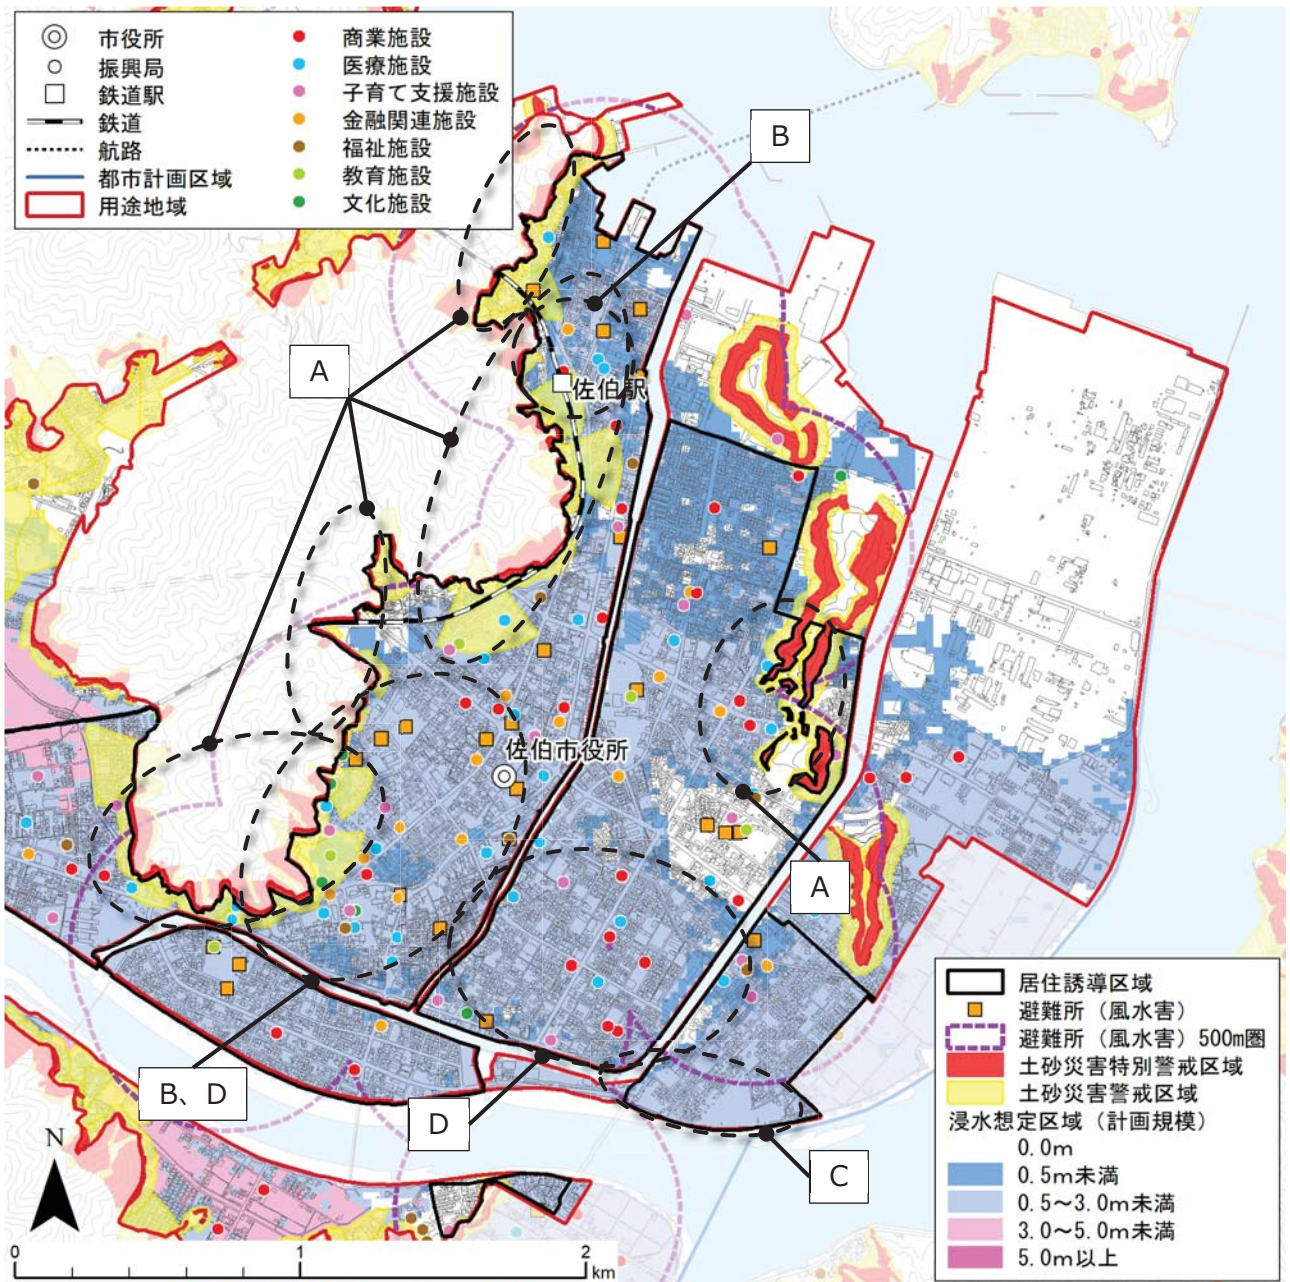 市役所
振興局
鉄道駅
鉄道
航路
都市計画区域
用途地域
商業施設
医療施設
子育て支援施設
金融関連施設
福祉施設
教育施設
文化施設
B
A
佐伯駅
佐伯市役所
A
B、D
D
C
N
0
1
2
km
居住誘導区域
避難所（風水害）
避難所（風水害）500m圏
土砂災害特別警戒区域
土砂災害警戒区域
浸水想定区域（計画規模）
0.0m
0.5m未満
0.5～3.0m未満
3.0～5.0m未満
5.0m以上